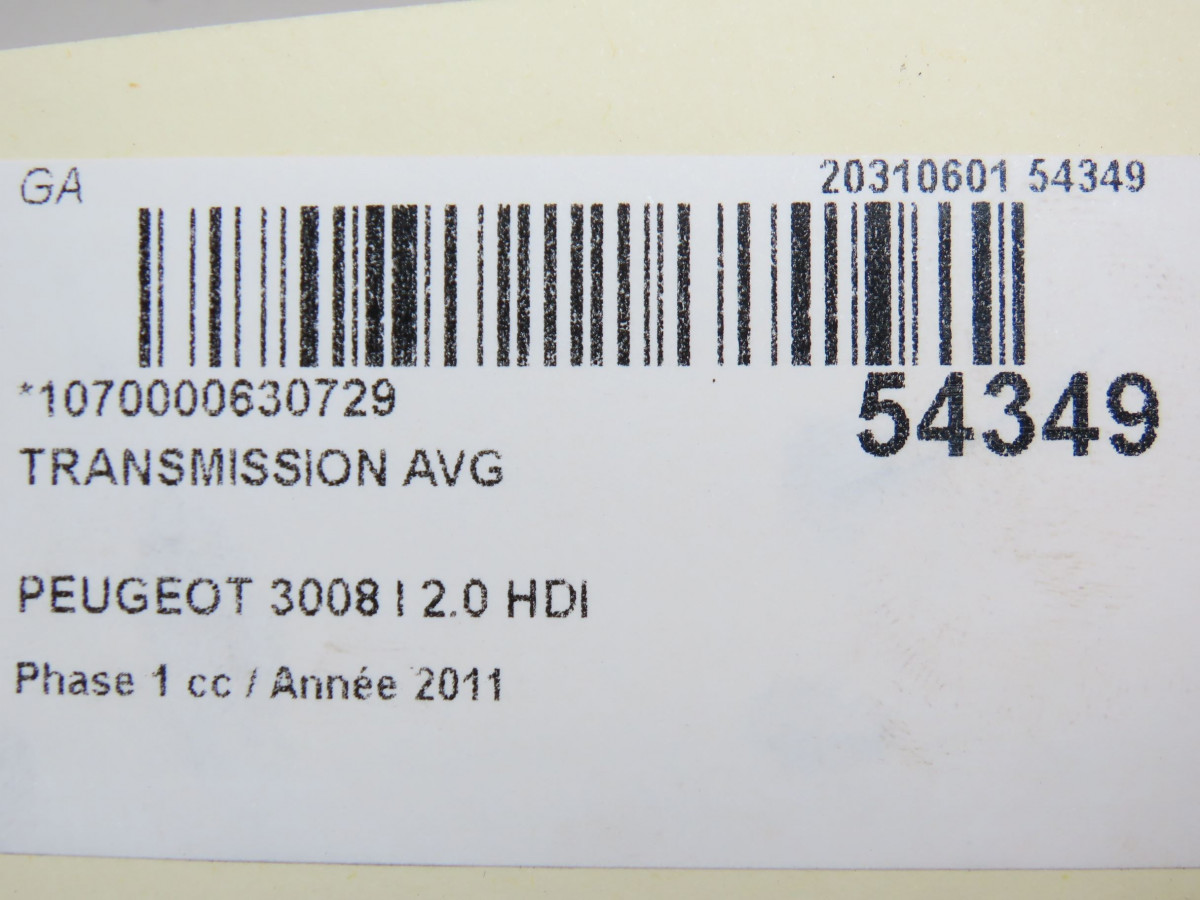 GA
20310601 54349
*1070000630729
54349
TRANSMISSION AVG
PEUGEOT 3008 I 2.0 HDI
Phase 1 cc / Année 2011